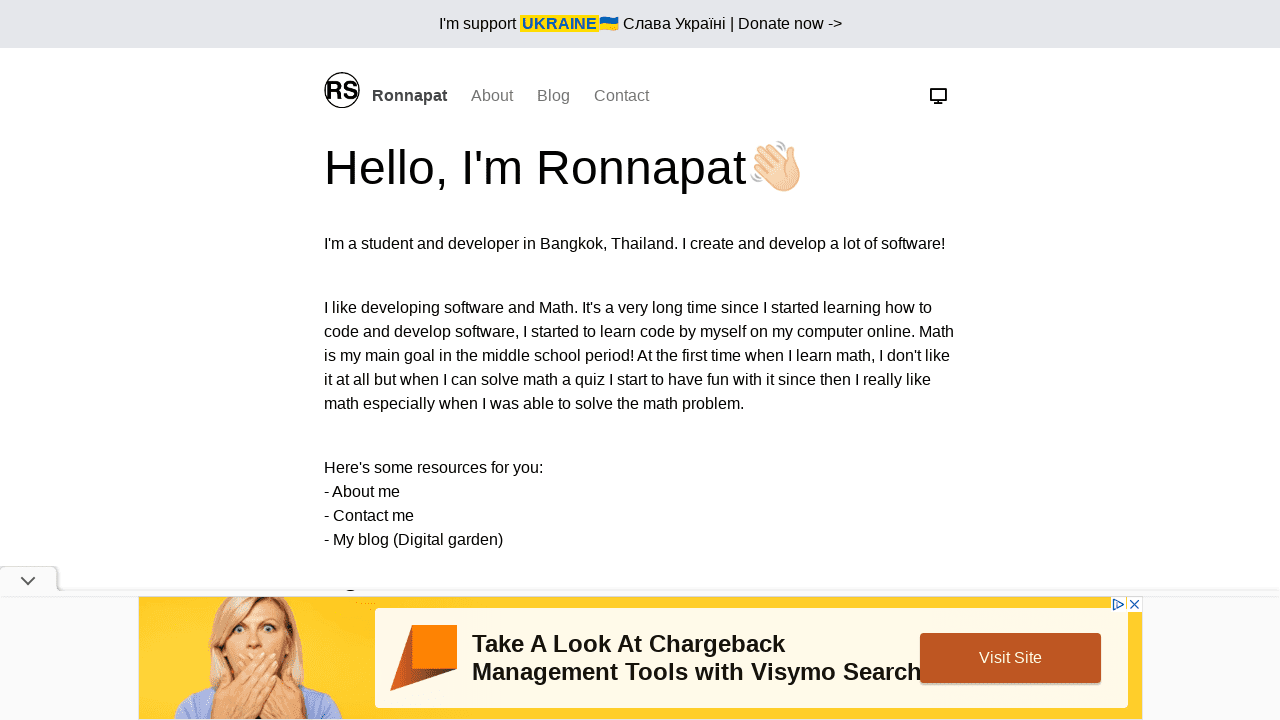 I'm support UKRAINE🇺🇦 Слава Україні | Donate now ->
RS Ronnapat About Blog Contact
Hello, I'm Ronnapat👋🏻
I'm a student and developer in Bangkok, Thailand. I create and develop a lot of software!
I like developing software and Math. It's a very long time since I started learning how to
code and develop software, I started to learn code by myself on my computer online. Math
is my main goal in the middle school period! At the first time when I learn math, I don't like
it at all but when I can solve math a quiz I start to have fun with it since then I really like
math especially when I was able to solve the math problem.
Here's some resources for you:
- About me
- Contact me
- My blog (Digital garden)
Take A Look At Chargeback
Management Tools with Visymo Search
Visit Site